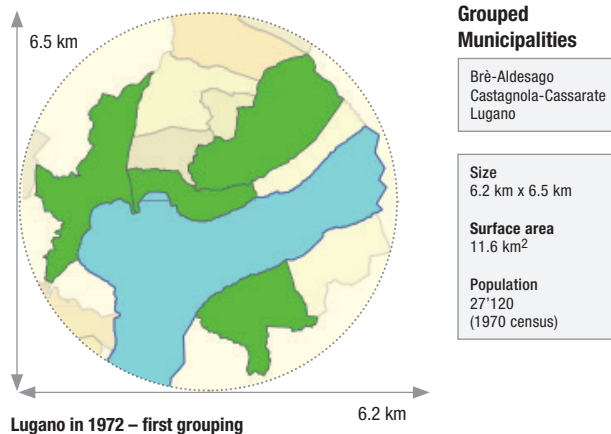 6.5 km
6.2 km
Lugano in 1972 – first grouping
Grouped
Municipalities
Brè-Aldesago
Castagnola-Cassarate
Lugano
Size
6.2 km x 6.5 km
Surface area
11.6 km²
Population
27'120
(1970 census)